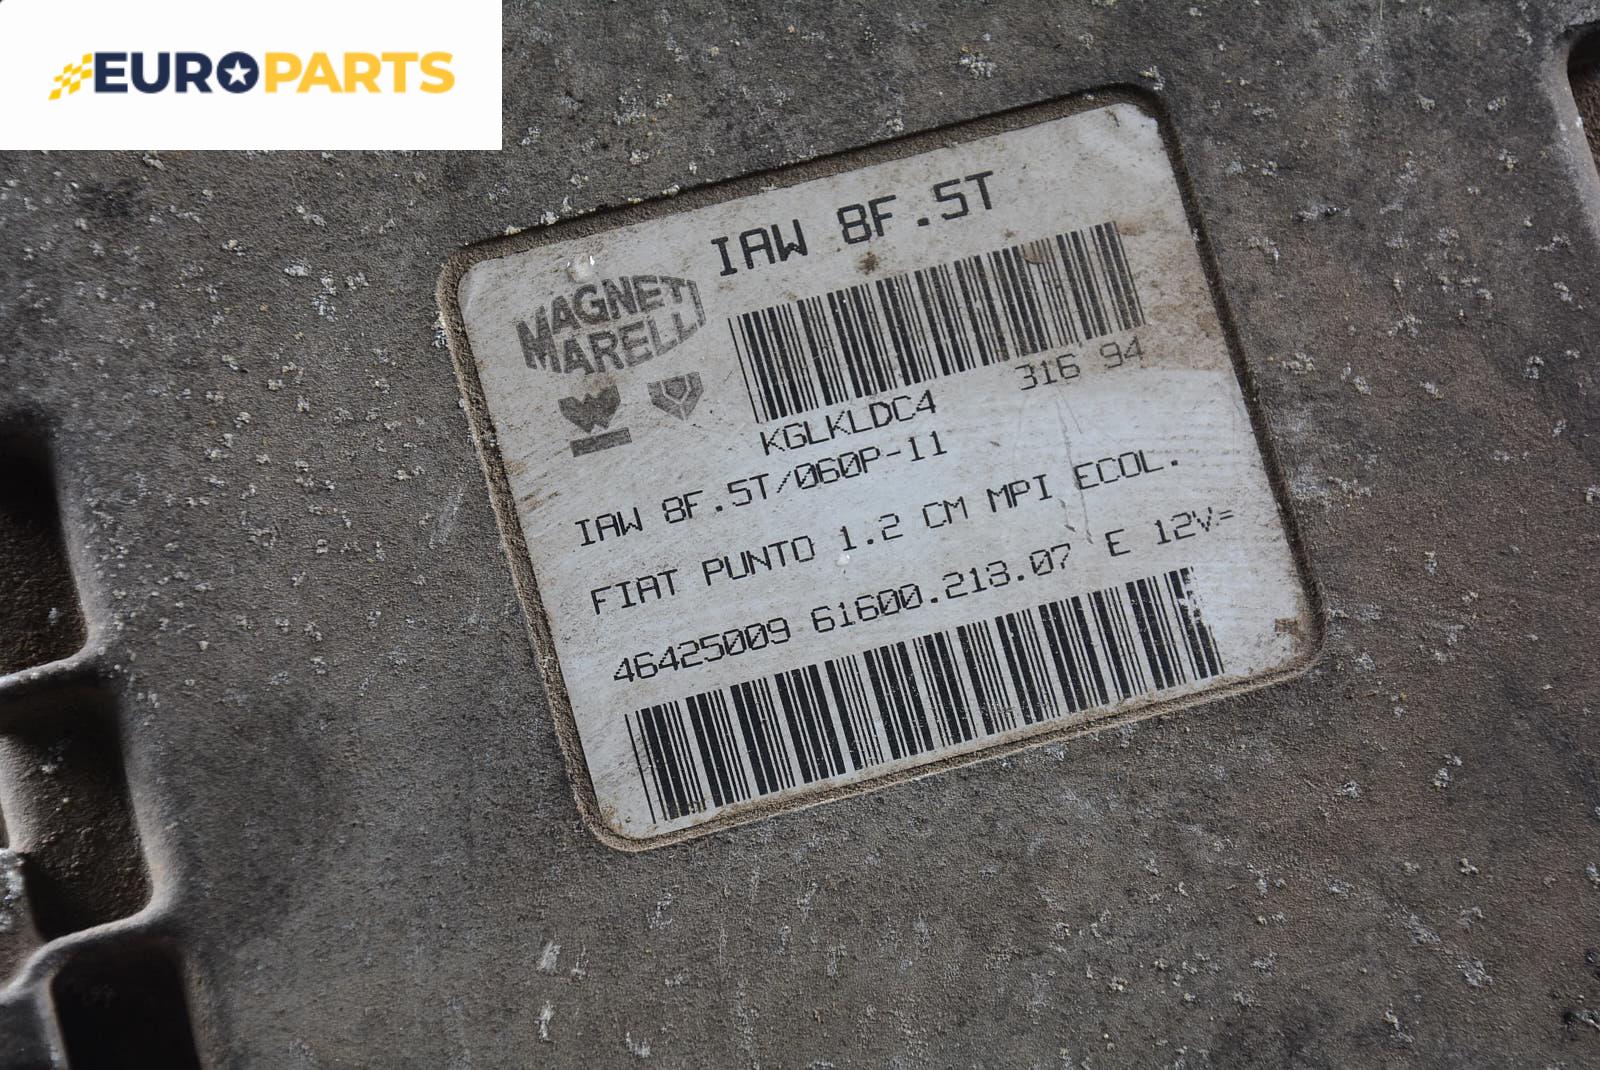 EUROPARTS
IAW 8F.5T
MAGNETI
MARELLI
316 94
KGLKLDC4
IAW 8F.5T/060P-11
FIAT PUNTO 1.2 CM MPI ECOL.
46425009 61600.213.07 E 12V=